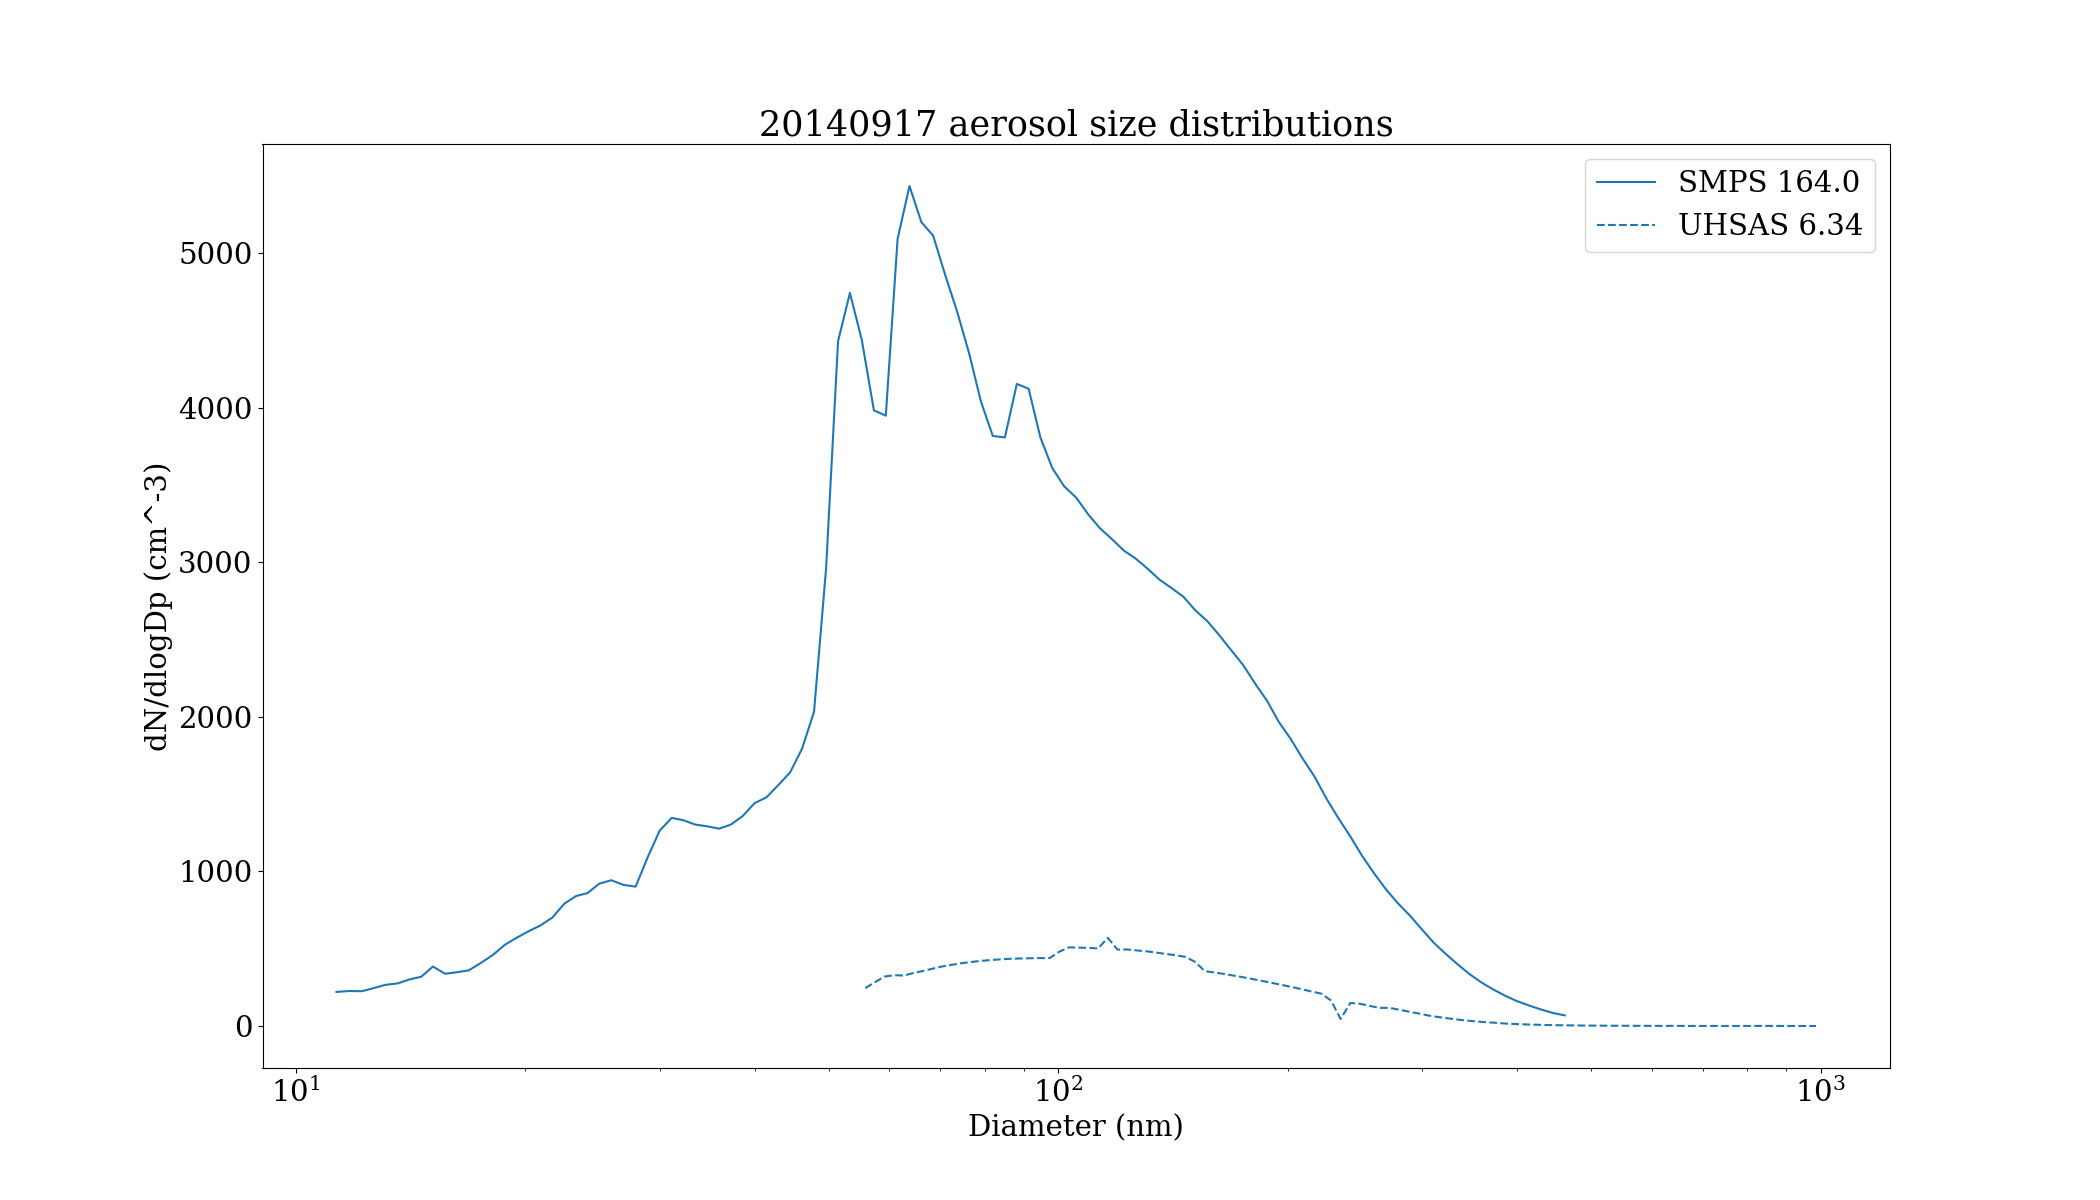 20140917 aerosol size distributions
SMPS 164.0
UHSAS 6.34
dN/dlogDp (cm^-3)
5000
4000
3000
2000
1000
0
10¹ 10² 10³
Diameter (nm)